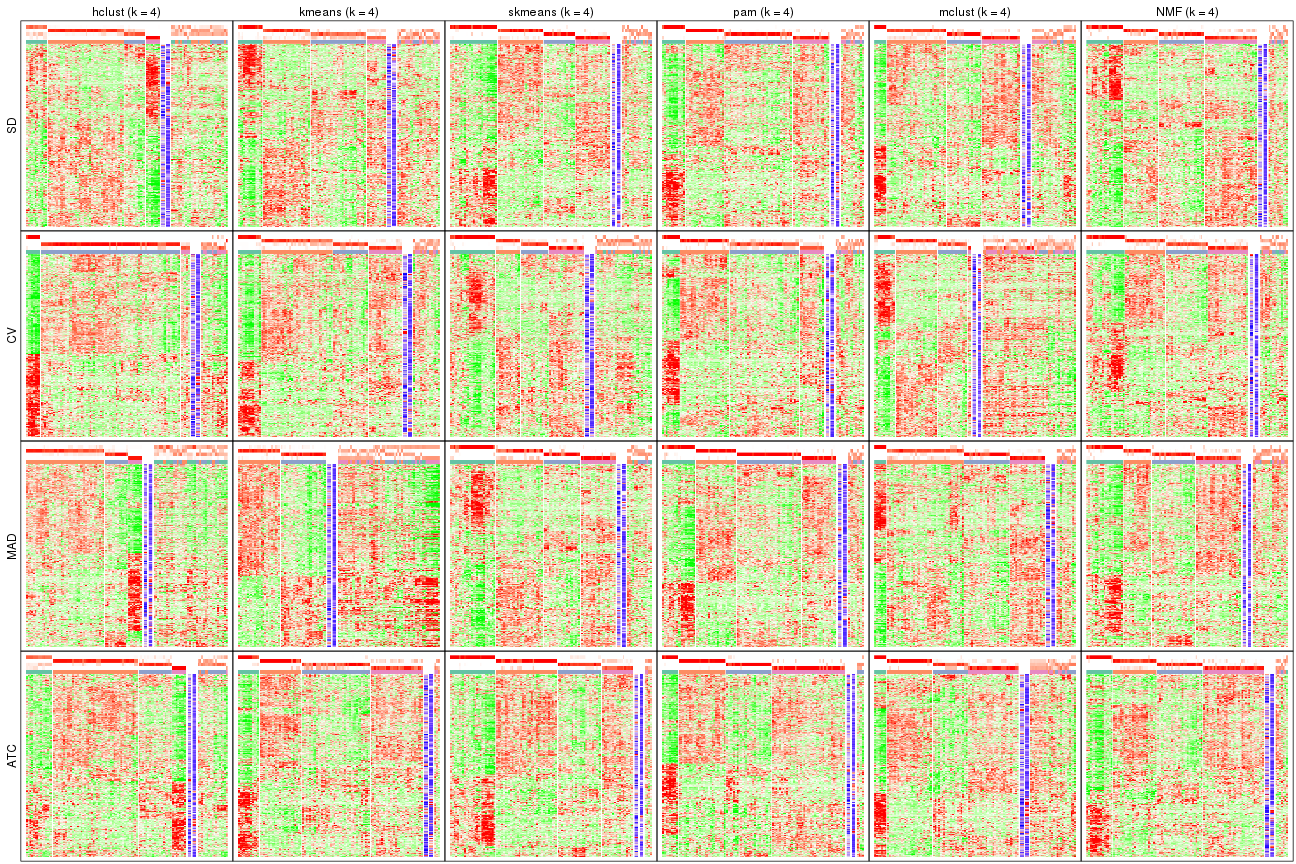 hclust (k = 4) kmeans (k = 4) skmeans (k = 4) pam (k = 4) mclust (k = 4) NMF (k = 4)
SD
CV
MAD
ATC